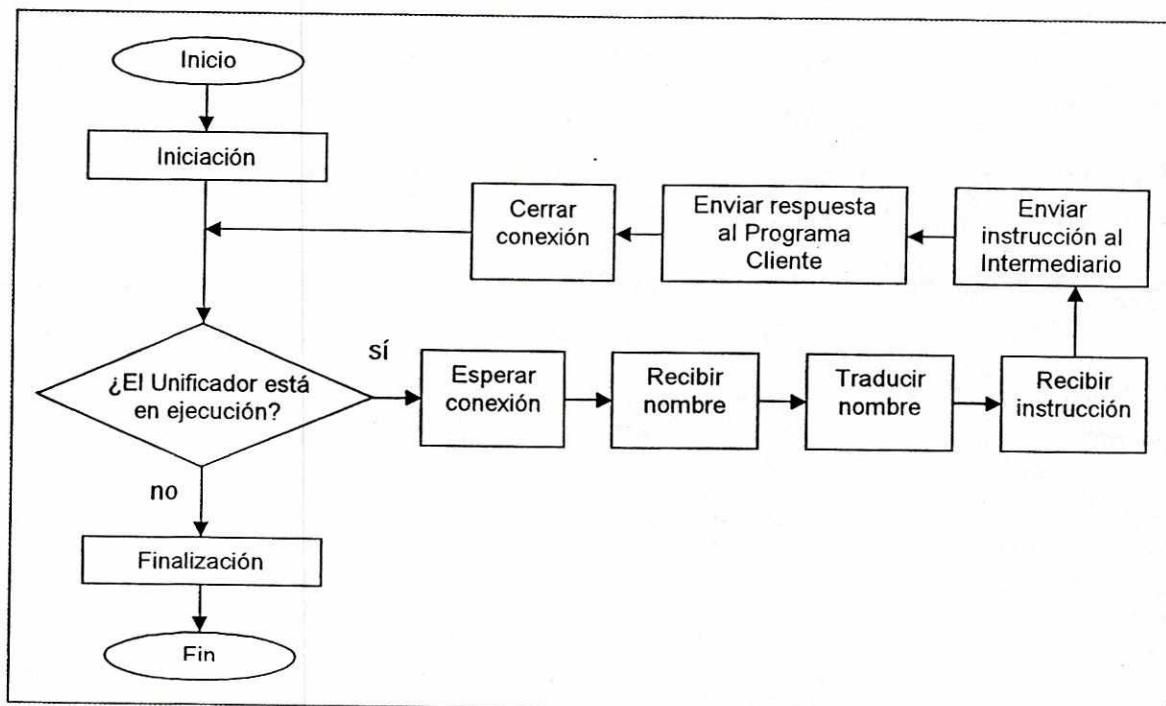 Inicio
Iniciación
Cerrar
conexión
Enviar respuesta
al Programa
Cliente
Enviar
instrucción al
Intermediario
¿El Unificador está
en ejecución?
sí
Esperar
conexión
Recibir
nombre
Traducir
nombre
Recibir
instrucción
no
Finalización
Fin